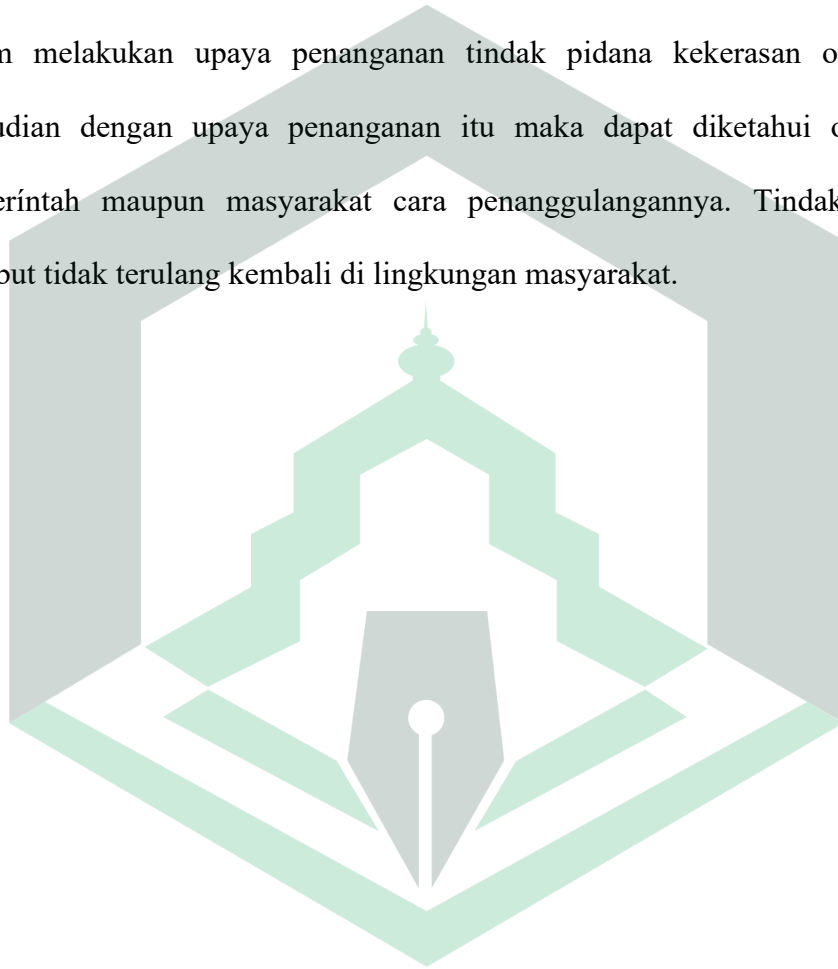 m melakukan upaya penanganan tindak pidana kekerasan o
udian dengan upaya penanganan itu maka dapat diketahui o
eríntah maupun masyarakat cara penanggulangannya. Tindak
but tidak terulang kembali di lingkungan masyarakat.